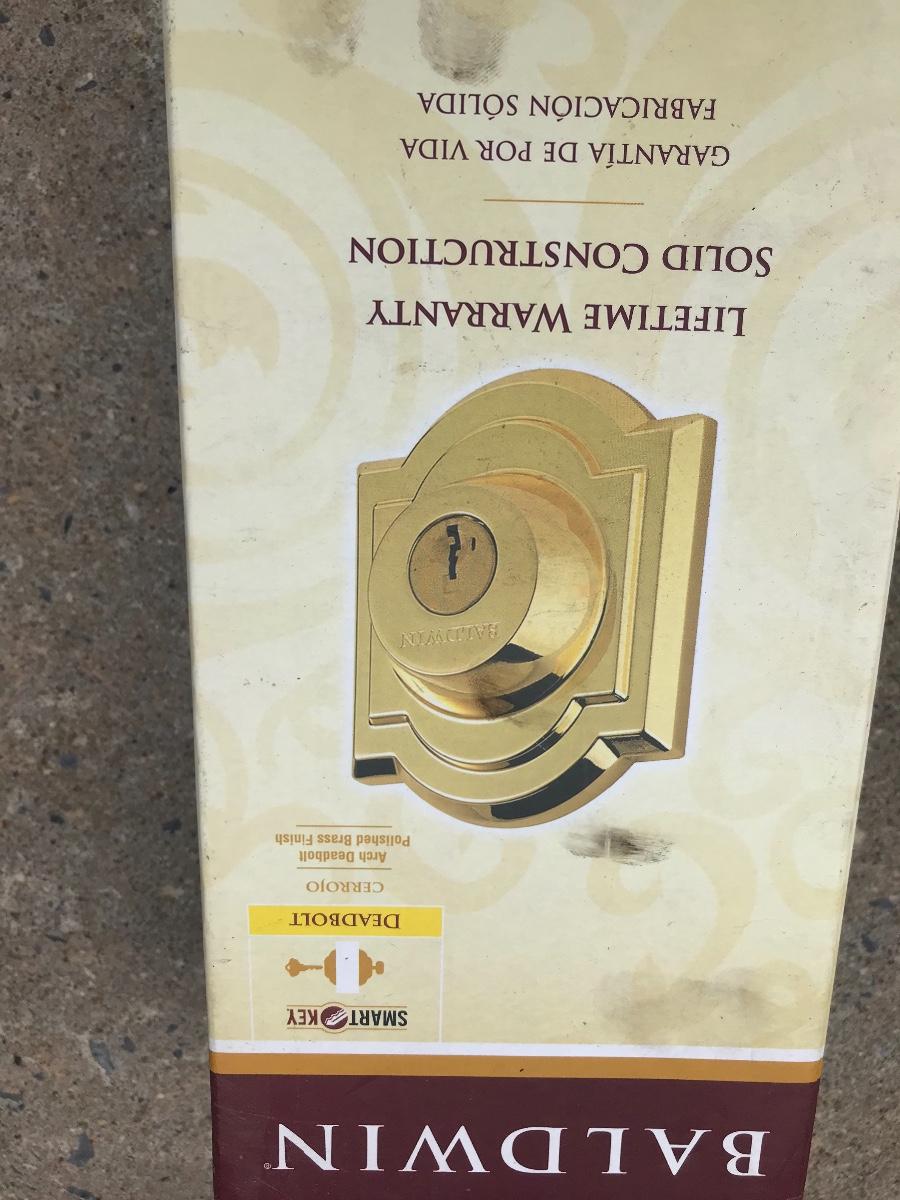 BALDWIN®
SMART KEY
DEADBOLT
CERROJO
Arch Deadbolt
Polished Brass Finish
BALDWIN
LIFETIME WARRANTY
SOLID CONSTRUCTION
GARANTÍA DE POR VIDA
FABRICACIÓN SÓLIDA